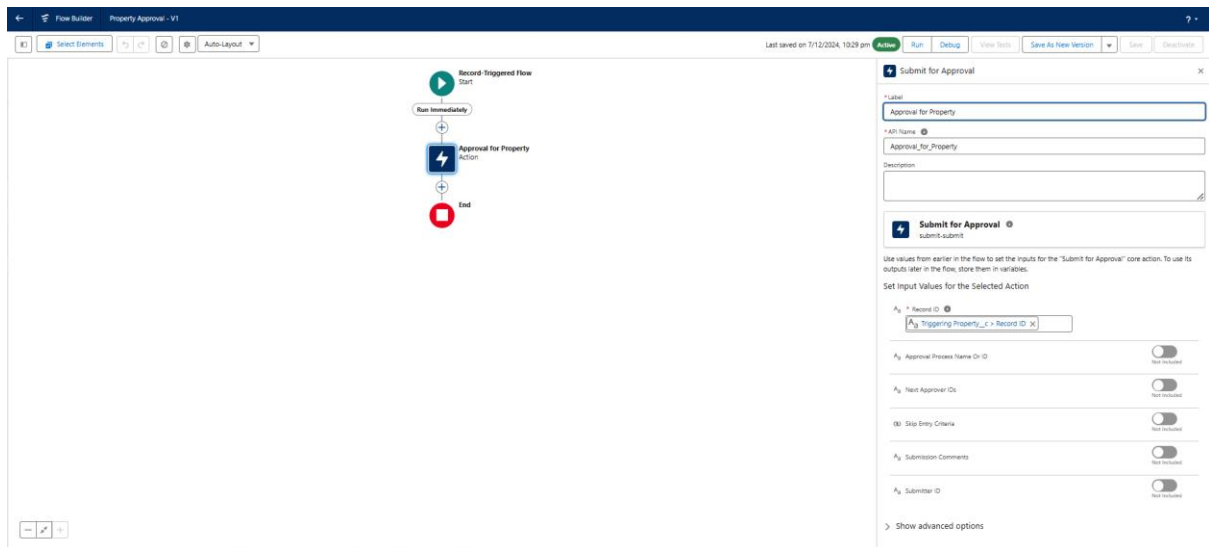 Flow Builder Property Approval - V1 ?
Select Elements Auto-Layout Last saved on 7/12/2024, 10:29 pm Active Run Debug View Tests Save As New Version Save Deactivate
Record-Triggered Flow
Start
Run Immediately
Approval for Property
Action
End
Submit for Approval
* Label
Approval for Property
* API Name
Approval_for_Property
Description
Submit for Approval
submit-submit
Use values from earlier in the flow to set the inputs for the "Submit for Approval" core action. To use its
outputs later in the flow, store them in variables.
Set Input Values for the Selected Action
Aa * Record ID
Aa Triggering Property__c > Record ID
Aa Approval Process Name Or ID
Not Included
Aa Next Approver IDs
Not Included
Skip Entry Criteria
Not Included
Aa Submission Comments
Not Included
Aa Submitter ID
Not Included
Show advanced options